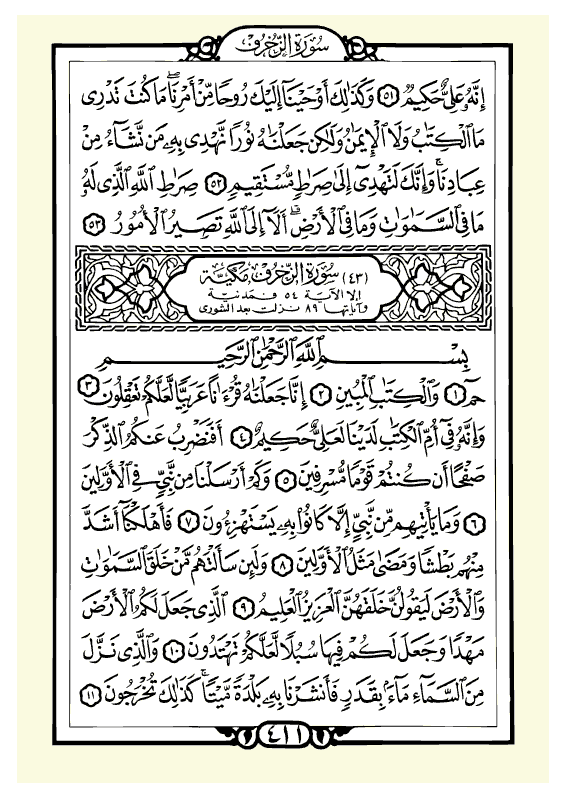 سُورَةُ الزُّخْرُفِ
إِنَّهُۥ عَلِىٌّ حَكِيمٌ ٥١ وَكَذَٰلِكَ أَوْحَيْنَآ إِلَيْكَ رُوحًا مِّنْ أَمْرِنَا ۚ مَا كُنتَ تَدْرِى
مَا ٱلْكِتَٰبُ وَلَا ٱلْإِيمَٰنُ وَلَٰكِن جَعَلْنَٰهُ نُورًا نَّهْدِى بِهِۦ مَن نَّشَآءُ مِنْ
عِبَادِنَا ۚ وَإِنَّكَ لَتَهْدِىٓ إِلَىٰ صِرَٰطٍ مُّسْتَقِيمٍ ٥٢ صِرَٰطِ ٱللَّهِ ٱلَّذِى لَهُۥ
مَا فِى ٱلسَّمَٰوَٰتِ وَمَا فِى ٱلْأَرْضِ ۗ أَلَآ إِلَى ٱللَّهِ تَصِيرُ ٱلْأُمُورُ ٥٣
(٤٣) سُورَةُ الزُّخْرُفِ مَكِّيَّة
إلا الآية ٥٤ فمدنية
وآياتها ٨٩ نزلت بعد الشورى
بِسْمِ ٱللَّهِ ٱلرَّحْمَٰنِ ٱلرَّحِيمِ
حمٓ ١ وَٱلْكِتَٰبِ ٱلْمُبِينِ ٢ إِنَّا جَعَلْنَٰهُ قُرْءَٰنًا عَرَبِيًّا لَّعَلَّكُمْ تَعْقِلُونَ ٣
وَإِنَّهُۥ فِىٓ أُمِّ ٱلْكِتَٰبِ لَدَيْنَا لَعَلِىٌّ حَكِيمٌ ٤ أَفَنَضْرِبُ عَنكُمُ ٱلذِّكْرَ
صَفْحًا أَن كُنتُمْ قَوْمًا مُّسْرِفِينَ ٥ وَكَمْ أَرْسَلْنَا مِن نَّبِىٍّ فِى ٱلْأَوَّلِينَ
٦ وَمَا يَأْتِيهِم مِّن نَّبِىٍّ إِلَّا كَانُوا۟ بِهِۦ يَسْتَهْزِءُونَ ٧ فَأَهْلَكْنَآ أَشَدَّ
مِنْهُم بَطْشًا وَمَضَىٰ مَثَلُ ٱلْأَوَّلِينَ ٨ وَلَئِن سَأَلْتَهُم مَّنْ خَلَقَ ٱلسَّمَٰوَٰتِ
وَٱلْأَرْضَ لَيَقُولُنَّ خَلَقَهُنَّ ٱلْعَزِيزُ ٱلْعَلِيمُ ٩ ٱلَّذِى جَعَلَ لَكُمُ ٱلْأَرْضَ
مَهْدًا وَجَعَلَ لَكُمْ فِيهَا سُبُلًا لَّعَلَّكُمْ تَهْتَدُونَ ١٠ وَٱلَّذِى نَزَّلَ
مِنَ ٱلسَّمَآءِ مَآءًۢ بِقَدَرٍ فَأَنشَرْنَا بِهِۦ بَلْدَةً مَّيْتًا ۚ كَذَٰلِكَ تُخْرَجُونَ ١١
٤١١